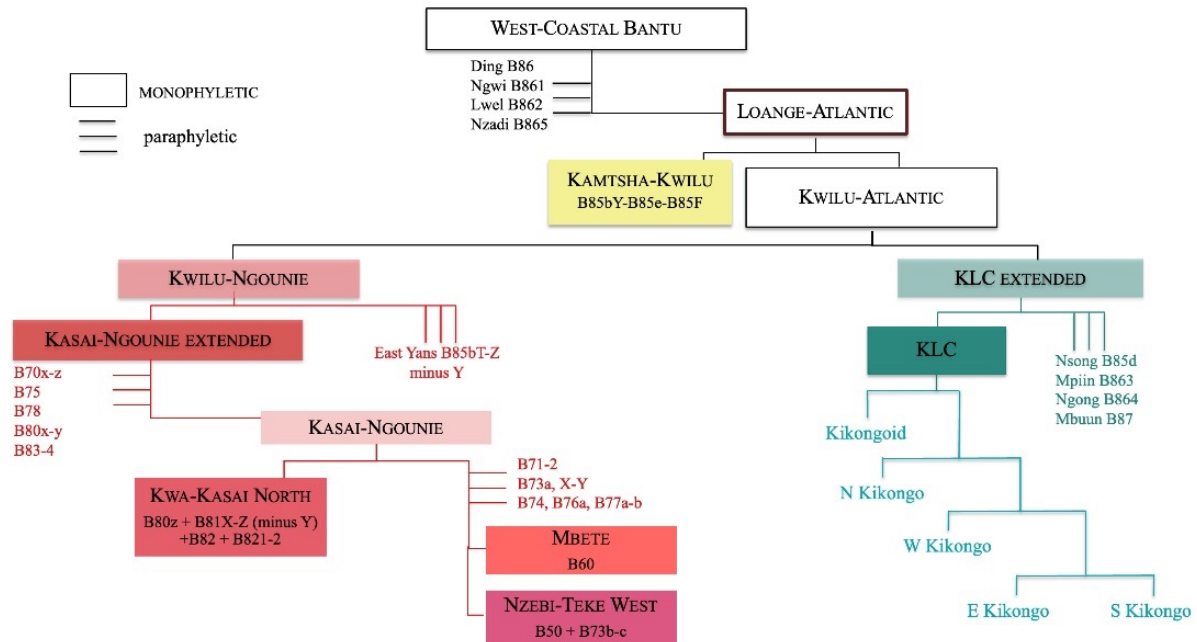 WEST-COASTAL BANTU
Ding B86
Ngwi B861
Lwel B862
Nzadi B865
MONOPHYLETIC
paraphyletic
LOANGE-ATLANTIC
KAMTSHA-KWILU
B85bY-B85e-B85F
KWILU-ATLANTIC
KWILU-NGOUNIE
KLC EXTENDED
KASAI-NGOUNIE EXTENDED
East Yans B85bT-Z
minus Y
KLC
Nsong B85d
Mpiin B863
Ngong B864
Mbuun B87
B70x-z
B75
B78
B80x-y
B83-4
KASAI-NGOUNIE
Kikongoid
KWA-KASAI NORTH
B80z + B81X-Z (minus Y)
+B82 + B821-2
B71-2
B73a, X-Y
B74, B76a, B77a-b
N Kikongo
MBETE
B60
W Kikongo
NZEBI-TEKE WEST
B50 + B73b-c
E Kikongo
S Kikongo